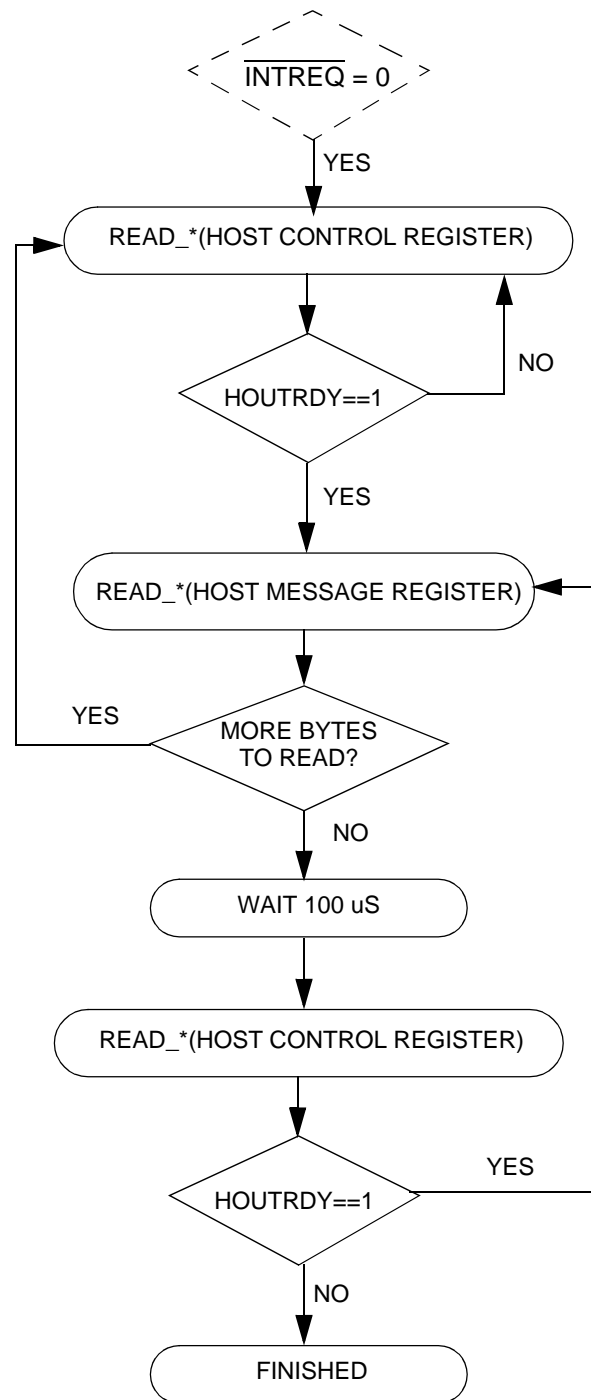 INTREQ = 0
YES
READ_*(HOST CONTROL REGISTER)
NO
HOUTRDY==1
YES
READ_*(HOST MESSAGE REGISTER)
YES
MORE BYTES
TO READ?
NO
WAIT 100 uS
READ_*(HOST CONTROL REGISTER)
YES
HOUTRDY==1
NO
FINISHED